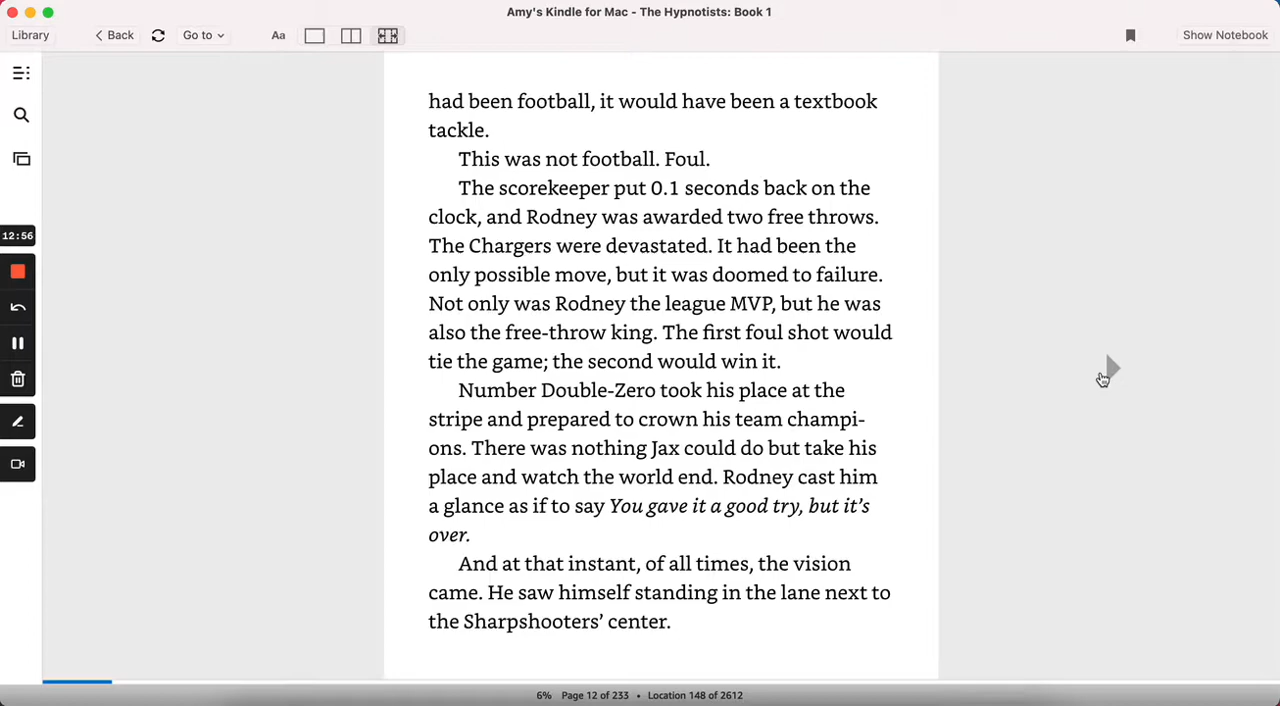 Amy's Kindle for Mac - The Hypnotists: Book 1
Library
Back
Go to
Aa
Show Notebook
12:56
had been football, it would have been a textbook
tackle.
This was not football. Foul.
The scorekeeper put 0.1 seconds back on the
clock, and Rodney was awarded two free throws.
The Chargers were devastated. It had been the
only possible move, but it was doomed to failure.
Not only was Rodney the league MVP, but he was
also the free-throw king. The first foul shot would
tie the game; the second would win it.
Number Double-Zero took his place at the
stripe and prepared to crown his team champi-
ons. There was nothing Jax could do but take his
place and watch the world end. Rodney cast him
a glance as if to say You gave it a good try, but it’s
over.
And at that instant, of all times, the vision
came. He saw himself standing in the lane next to
the Sharpshooters’ center.
6% Page 12 of 233 • Location 148 of 2612